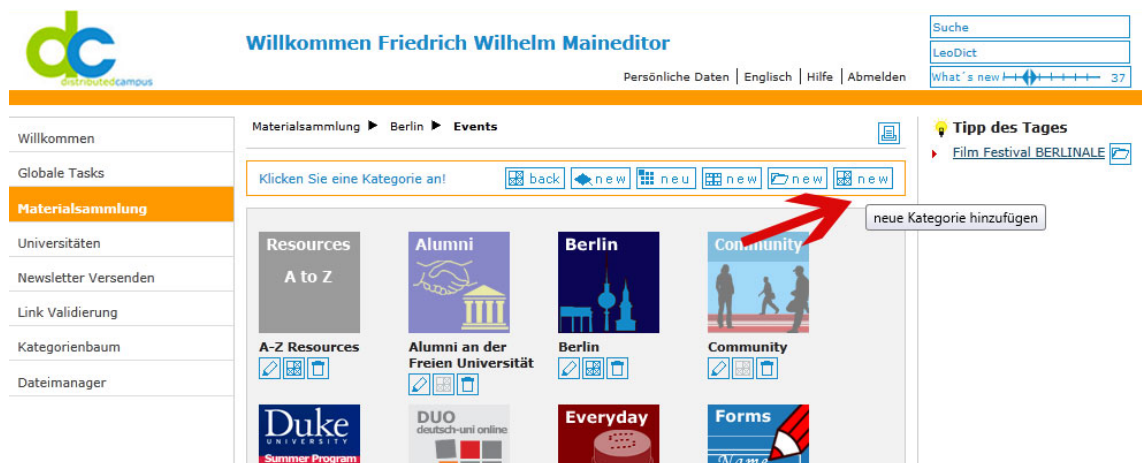 dc
distributedcampus
Willkommen Friedrich Wilhelm Maineditor
Persönliche Daten | Englisch | Hilfe | Abmelden
Suche
LeoDict
What´s new 37
Willkommen
Globale Tasks
Materialsammlung
Universitäten
Newsletter Versenden
Link Validierung
Kategorienbaum
Dateimanager
Materialsammlung ▶ Berlin ▶ Events
Klicken Sie eine Kategorie an! back new neu new new new
neue Kategorie hinzufügen
Tipp des Tages
Film Festival BERLINALE
Resources
A to Z
Alumni
Berlin
Community
A-Z Resources
Alumni an der
Freien Universität
Berlin
Community
Duke
UNIVERSITY
Summer Program
DUO
deutsch-uni online
Everyday
Forms
Name